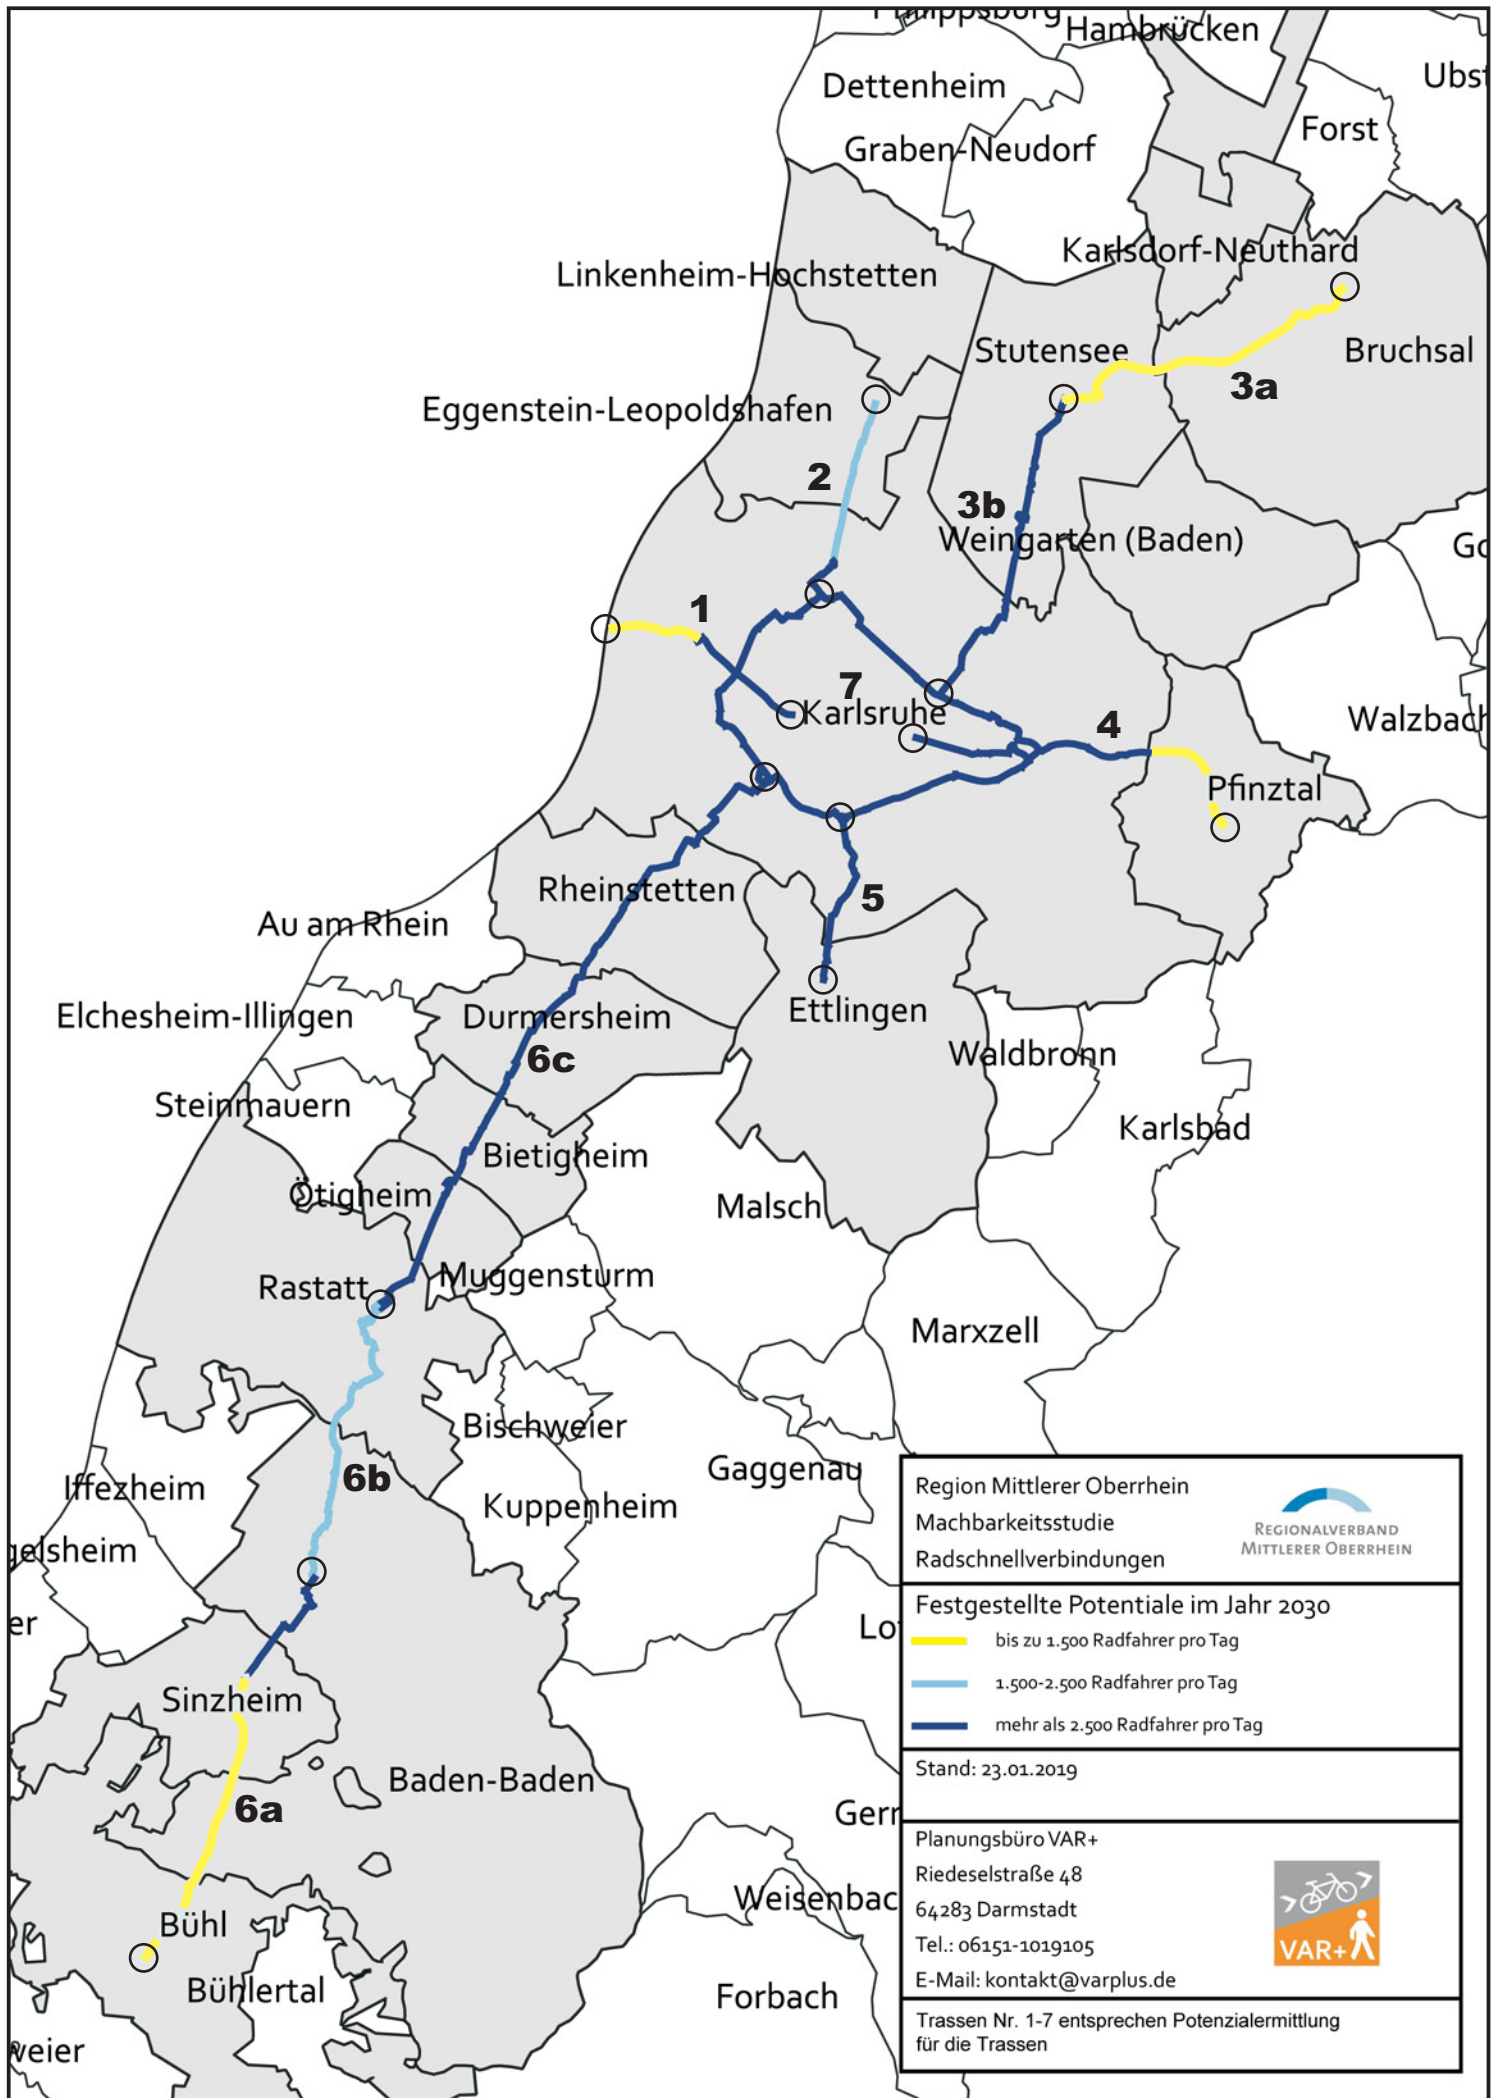 Philippsburg
Hambrücken
Dettenheim
Forst
Graben-Neudorf
Karlsdorf-Neuthard
Linkenheim-Hochstetten
Stutensee
Bruchsal
3a
Eggenstein-Leopoldshafen
2
3b
Weingarten (Baden)
1
7
Karlsruhe
4
Pfinztal
Rheinstetten
5
Au am Rhein
Elchesheim-Illingen
Durmersheim
Ettlingen
6c
Waldbronn
Steinmauern
Karlsbad
Bietigheim
Ötigheim
Malsch
Rastatt
Muggensturm
Marxzell
Bischweier
Gaggenau
6b
Iffezheim
Kuppenheim
gelsheim
er
Sinzheim
Baden-Baden
6a
Weisenbac
Bühl
Bühlertal
Forbach
weier
Region Mittlerer Oberrhein
Machbarkeitsstudie
Radschnellverbindungen
REGIONALVERBAND
MITTLERER OBERRHEIN
Festgestellte Potentiale im Jahr 2030
bis zu 1.500 Radfahrer pro Tag
1.500-2.500 Radfahrer pro Tag
mehr als 2.500 Radfahrer pro Tag
Stand: 23.01.2019
Planungsbüro VAR+
Riedeselstraße 48
64283 Darmstadt
Tel.: 06151-1019105
E-Mail: kontakt@varplus.de
VAR+
Trassen Nr. 1-7 entsprechen Potenzialermittlung
für die Trassen